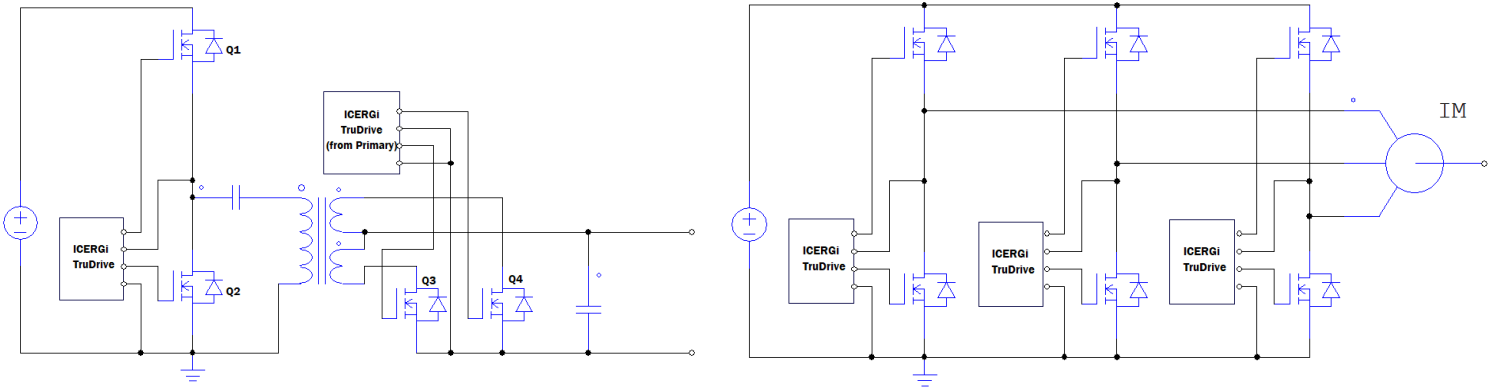 Q1
ICERGi
TruDrive
(from Primary)
ICERGi
TruDrive
Q2
Q3
Q4
IM
ICERGi
TruDrive
ICERGi
TruDrive
ICERGi
TruDrive